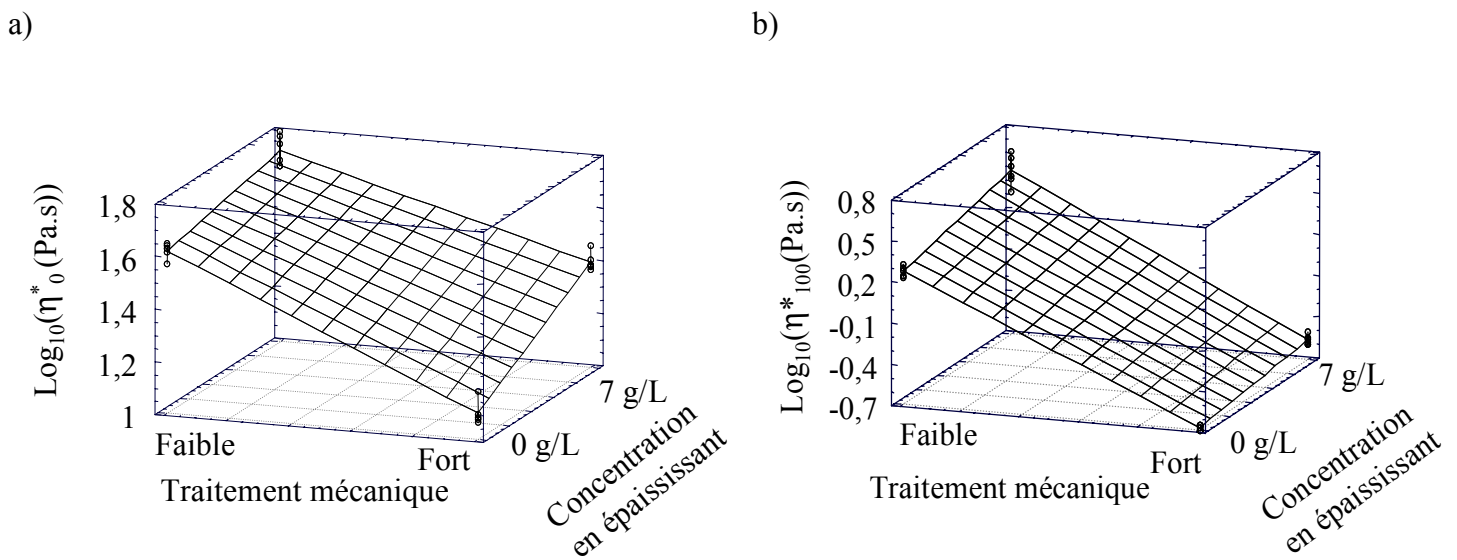 a)
Log10(η*0 (Pa.s))
1,8
1,6
1,4
1,2
1
Faible
Fort
0 g/L
7 g/L
Traitement mécanique
Concentration
en épaississant
b)
Log10(η*100(Pa.s))
0,8
0,5
0,2
-0,1
-0,4
-0,7
Faible
Fort
0 g/L
7 g/L
Traitement mécanique
Concentration
en épaississant